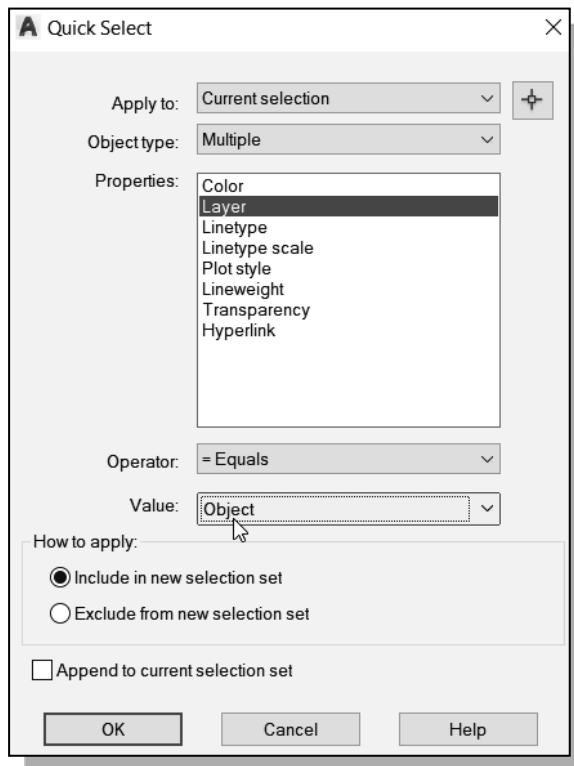 A Quick Select
Apply to: Current selection
Object type: Multiple
Properties:
Color
Layer
Linetype
Linetype scale
Plot style
Lineweight
Transparency
Hyperlink
Operator: = Equals
Value: Object
How to apply:
Include in new selection set
Exclude from new selection set
Append to current selection set
OK Cancel Help